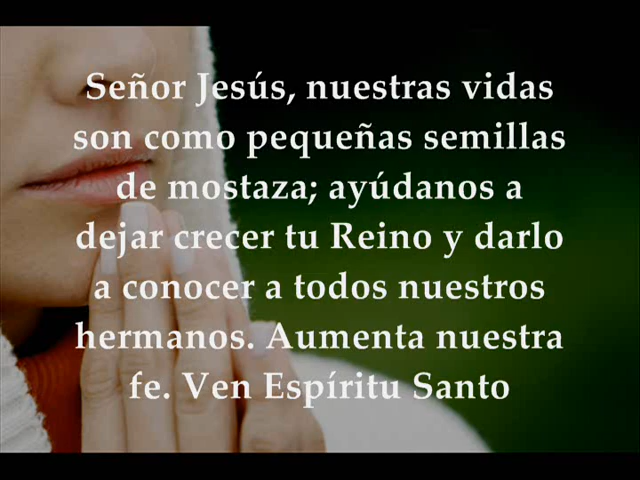 Señor Jesús, nuestras vidas
son como pequeñas semillas
de mostaza; ayúdanos a
dejar crecer tu Reino y darlo
a conocer a todos nuestros
hermanos. Aumenta nuestra
fe. Ven Espíritu Santo